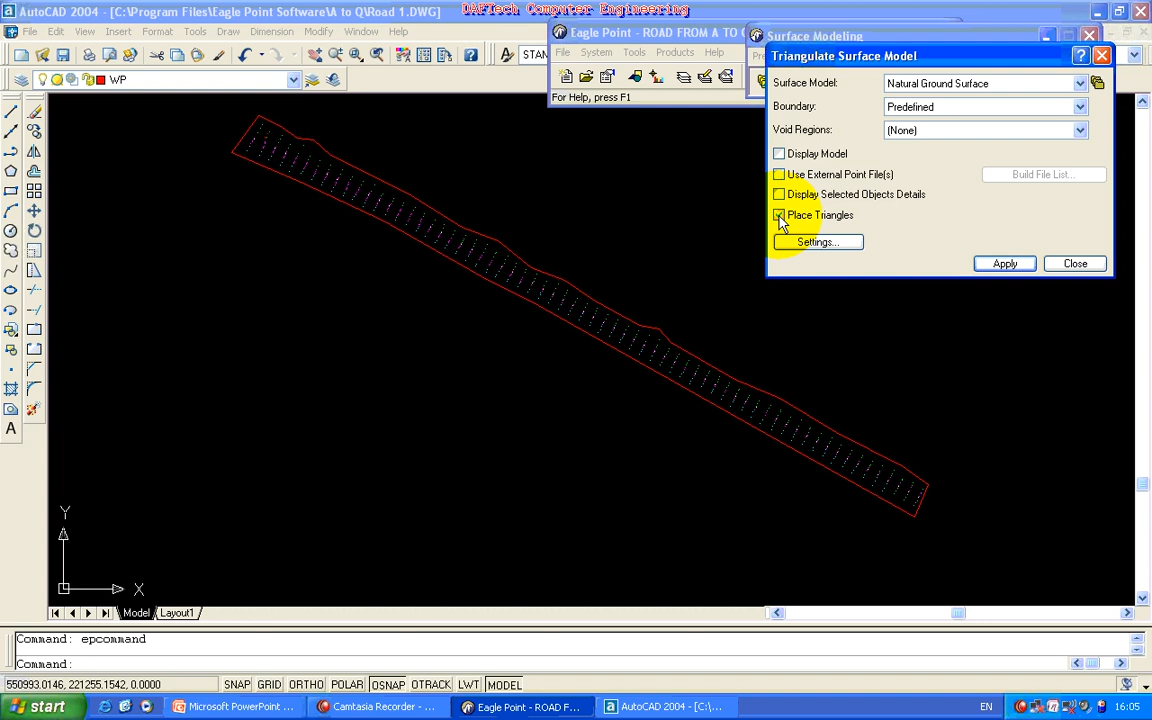 AutoCAD 2004 - [C:\Program Files\Eagle Point Software\A to Q\Road 1.DWG]
DAFTech Computer Engineering
File Edit View Insert Format Tools Draw Dimension Modify Window Help
Eagle Point - ROAD FROM A TO
Surface Modeling
File System Tools Products Help
For Help, press F1
STAN
WP
Triangulate Surface Model
Surface Model: Natural Ground Surface
Boundary: Predefined
Void Regions: (None)
Display Model
Use External Point File(s) Build File List...
Display Selected Objects Details
Place Triangles
Settings...
Apply Close
A
Y
X
Model Layout1
Command: epcommand
Command:
550993.0146, 221255.1542, 0.0000 SNAP GRID ORTHO POLAR OSNAP OTRACK LWT MODEL
start Microsoft PowerPoint ... Camtasia Recorder - ... Eagle Point - ROAD F... AutoCAD 2004 - [C:\... EN 16:05